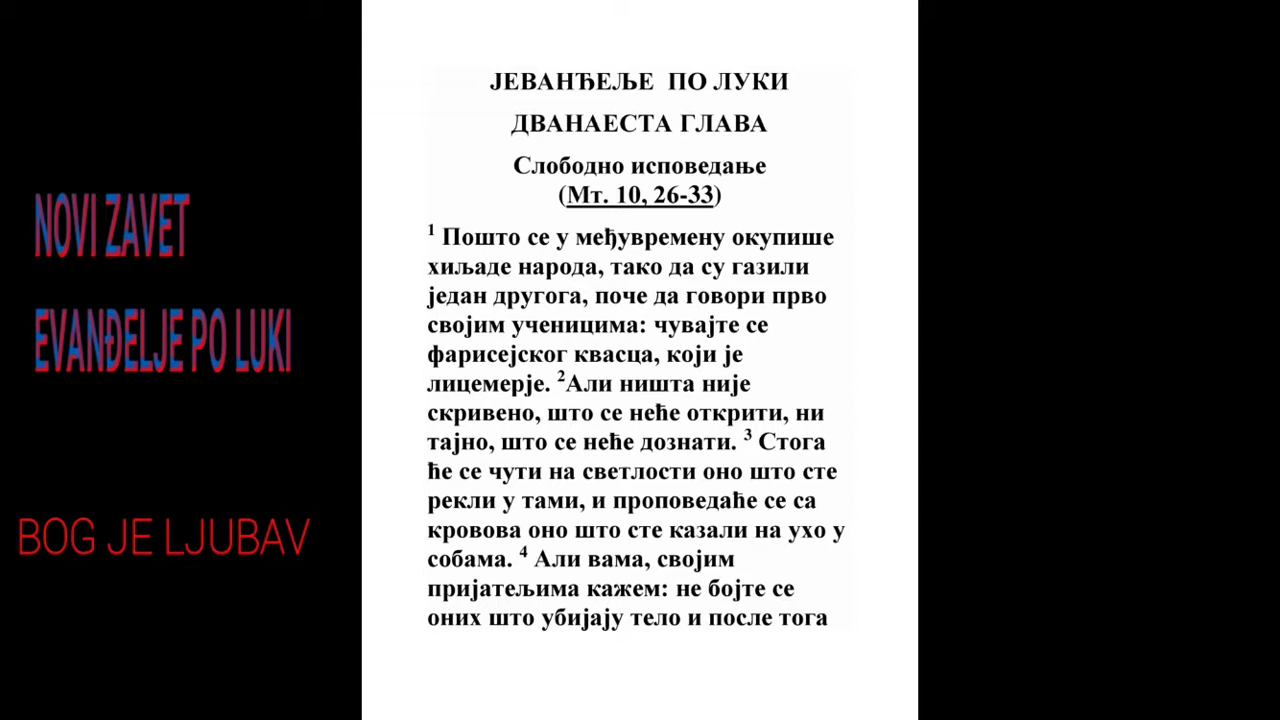 NOVI ZAVET
EVANĐELJE PO LUKI
BOG JE LJUBAV
ЈЕВАНЂЕЉЕ ПО ЛУКИ
ДВАНАЕСТА ГЛАВА
Слободно исповедање
(Мт. 10, 26-33)
1 Пошто се у међувремену окупише
хиљаде народа, тако да су газили
један другога, поче да говори прво
својим ученицима: чувајте се
фарисејског квасца, који је
лицемерје. 2Али ништа није
скривено, што се неће открити, ни
тајно, што се неће дознати. 3 Стога
ће се чути на светлости оно што сте
рекли у тами, и проповедаће се са
кровова оно што сте казали на ухо у
собама. 4 Али вама, својим
пријатељима кажем: не бојте се
оних што убијају тело и после тога